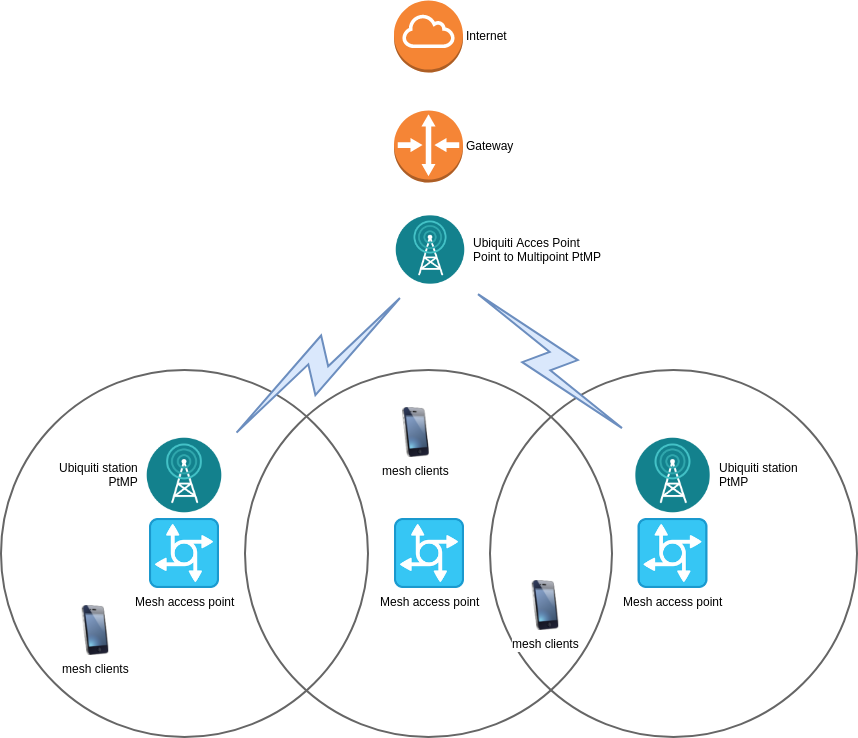 Internet
Gateway
Ubiquiti Acces Point
Point to Multipoint PtMP
mesh clients
Ubiquiti station
PtMP
Ubiquiti station
PtMP
Mesh access point
Mesh access point
Mesh access point
mesh clients
mesh clients